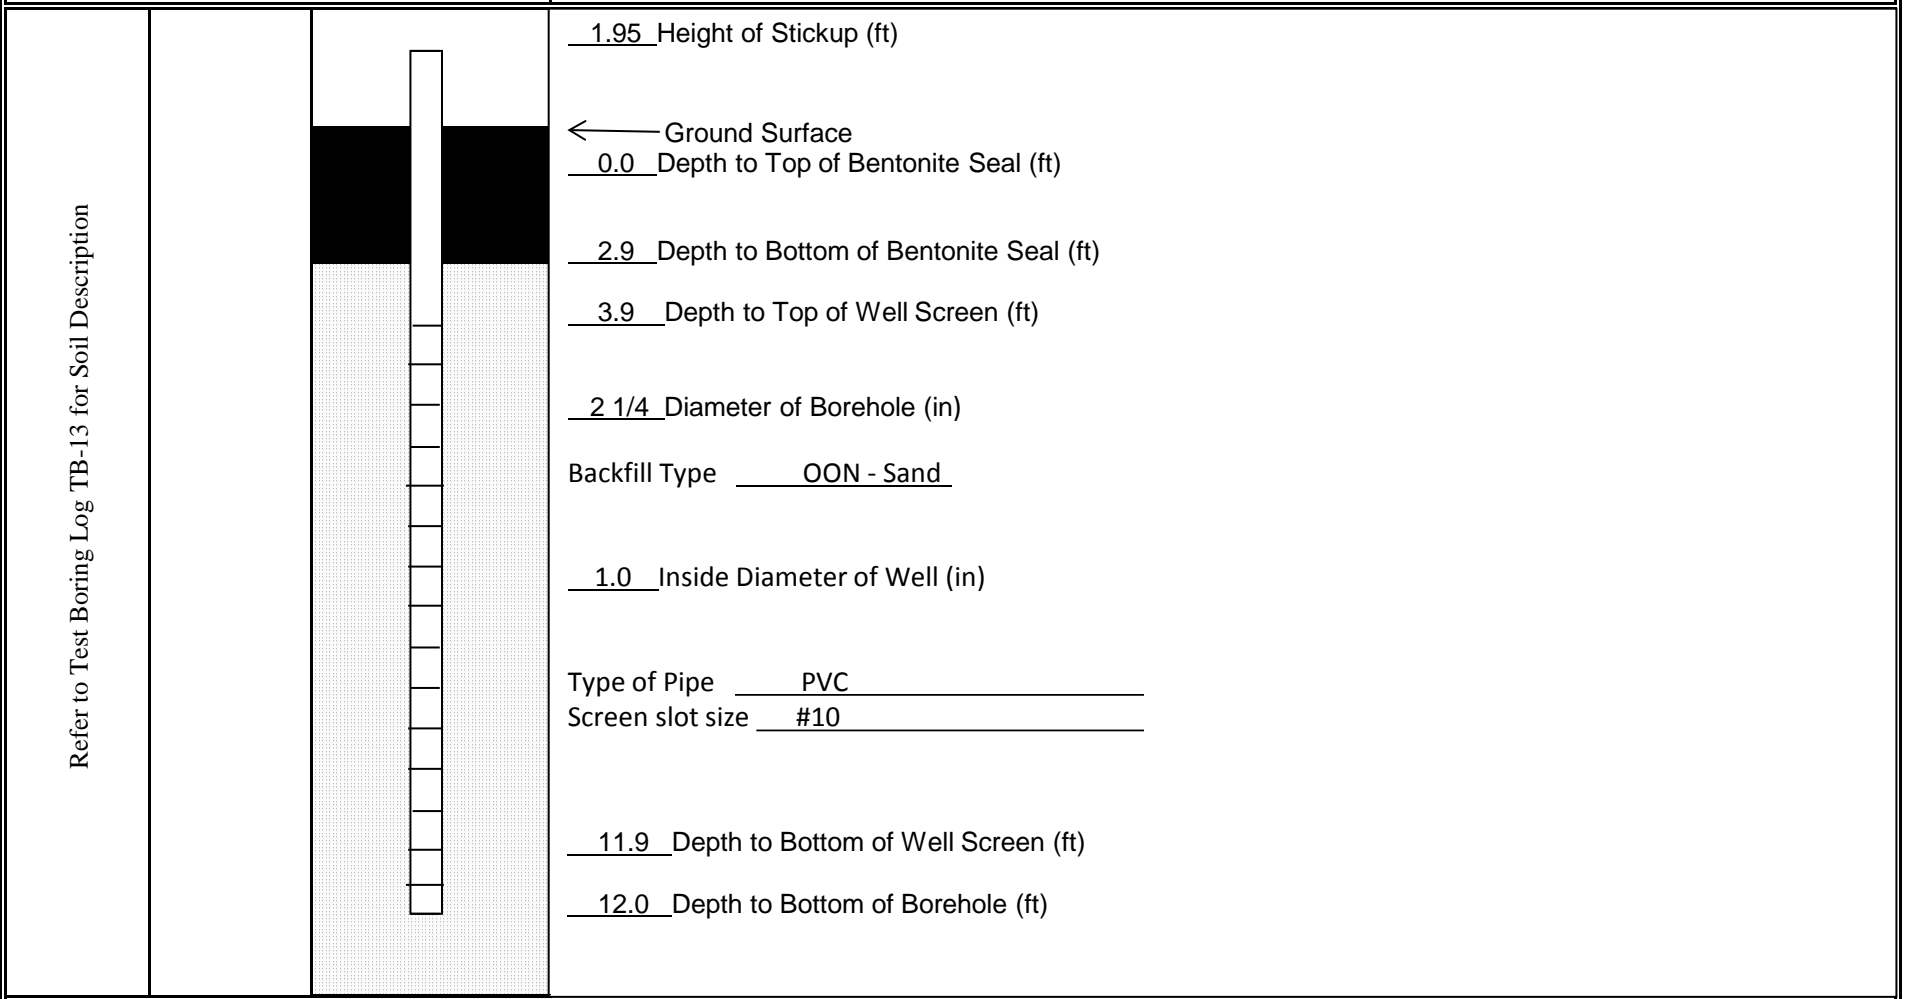 Refer to Test Boring Log TB-13 for Soil Description
1.95 Height of Stickup (ft)
Ground Surface
0.0 Depth to Top of Bentonite Seal (ft)
2.9 Depth to Bottom of Bentonite Seal (ft)
3.9 Depth to Top of Well Screen (ft)
2 1/4 Diameter of Borehole (in)
Backfill Type OON - Sand
1.0 Inside Diameter of Well (in)
Type of Pipe PVC
Screen slot size #10
11.9 Depth to Bottom of Well Screen (ft)
12.0 Depth to Bottom of Borehole (ft)